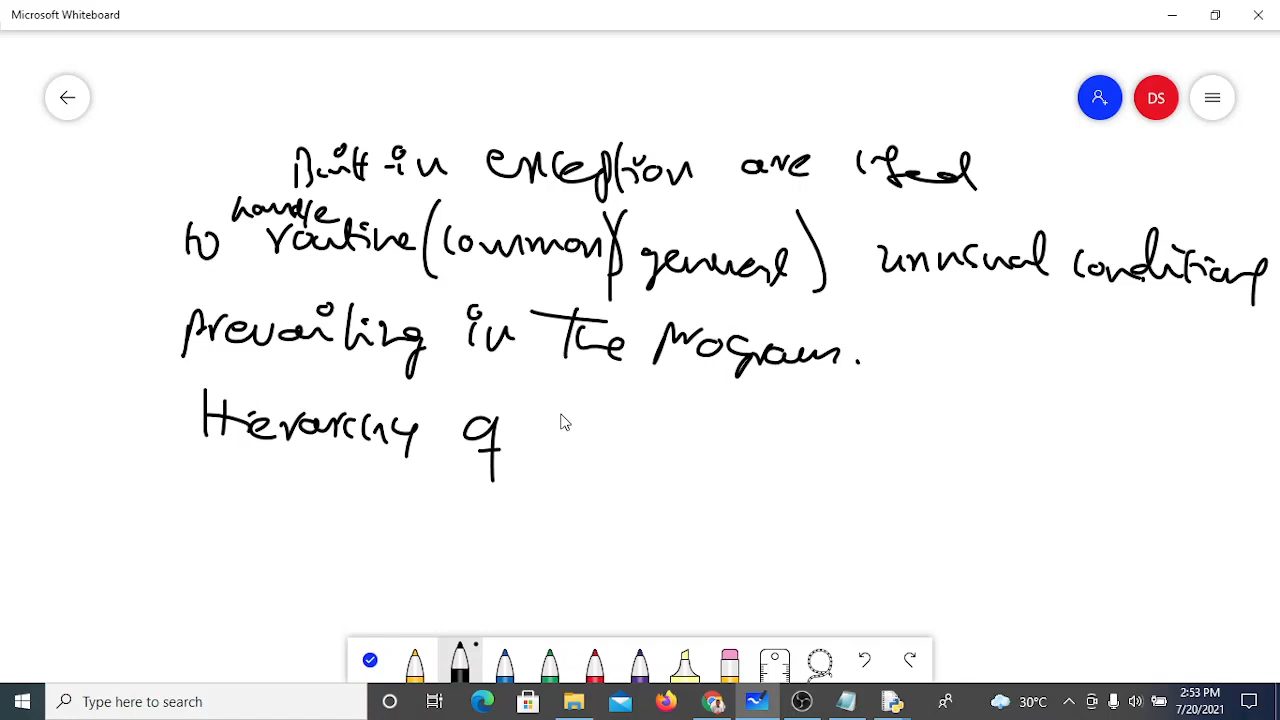 Microsoft Whiteboard
DS
Built-in exception are used
handle
to routine (common/general) unusual conditions
prevailing in the program.
Hierarchy of
Type here to search
30°C
2:53 PM
7/20/2021